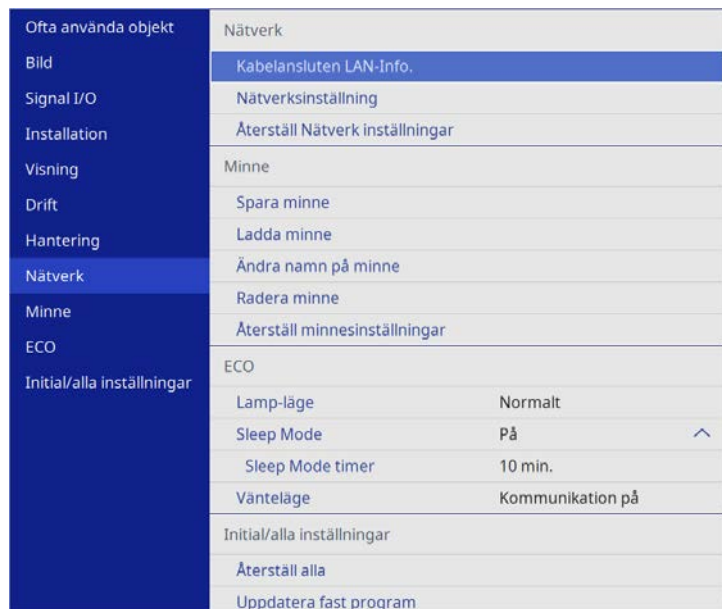 Ofta använda objekt
Bild
Signal I/O
Installation
Visning
Drift
Hantering
Nätverk
Minne
ECO
Initial/alla inställningar
Nätverk
Kabelansluten LAN-Info.
Nätverksinställning
Återställ Nätverk inställningar
Minne
Spara minne
Ladda minne
Ändra namn på minne
Radera minne
Återställ minnesinställningar
ECO
Lamp-läge Normalt
Sleep Mode På
Sleep Mode timer 10 min.
Vänteläge Kommunikation på
Initial/alla inställningar
Återställ alla
Uppdatera fast program